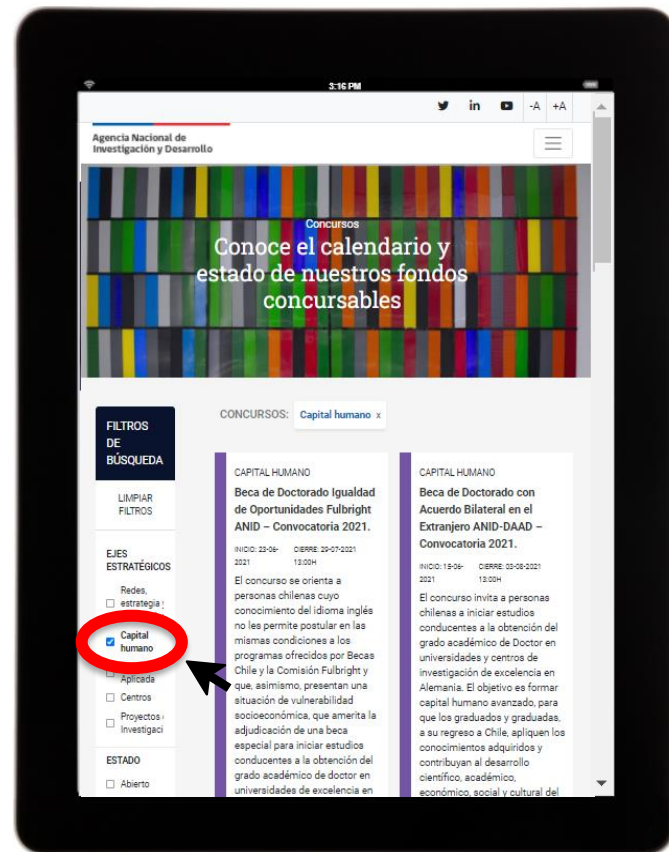 3:16 PM
-A +A
Agencia Nacional de
Investigación y Desarrollo
Concursos
Conoce el calendario y
estado de nuestros fondos
concursables
FILTROS
DE
BÚSQUEDA
LIMPIAR
FILTROS
EJES
ESTRATÉGICOS
Redes,
estrategia y
Capital
humano
Aplicada
Centros
Proyectos
Investigaci
ESTADO
Abierto
CONCURSOS: Capital humano x
CAPITAL HUMANO
Beca de Doctorado Igualdad
de Oportunidades Fulbright
ANID – Convocatoria 2021.
INICIO: 23-06-
2021
CIERRE: 29-07-2021
13:00H
El concurso se orienta a
personas chilenas cuyo
conocimiento del idioma inglés
no les permite postular en las
mismas condiciones a los
programas ofrecidos por Becas
Chile y la Comisión Fulbright y
que, asimismo, presentan una
situación de vulnerabilidad
socioeconómica, que amerita la
adjudicación de una beca
especial para iniciar estudios
conducentes a la obtención del
grado académico de doctor en
universidades de excelencia en
CAPITAL HUMANO
Beca de Doctorado con
Acuerdo Bilateral en el
Extranjero ANID-DAAD –
Convocatoria 2021.
INICIO: 15-06-
2021
CIERRE: 03-08-2021
13:00H
El concurso invita a personas
chilenas a iniciar estudios
conducentes a la obtención del
grado académico de Doctor en
universidades y centros de
investigación de excelencia en
Alemania. El objetivo es formar
capital humano avanzado, para
que los graduados y graduadas,
a su regreso a Chile, apliquen los
conocimientos adquiridos y
contribuyan al desarrollo
científico, académico,
económico, social y cultural del